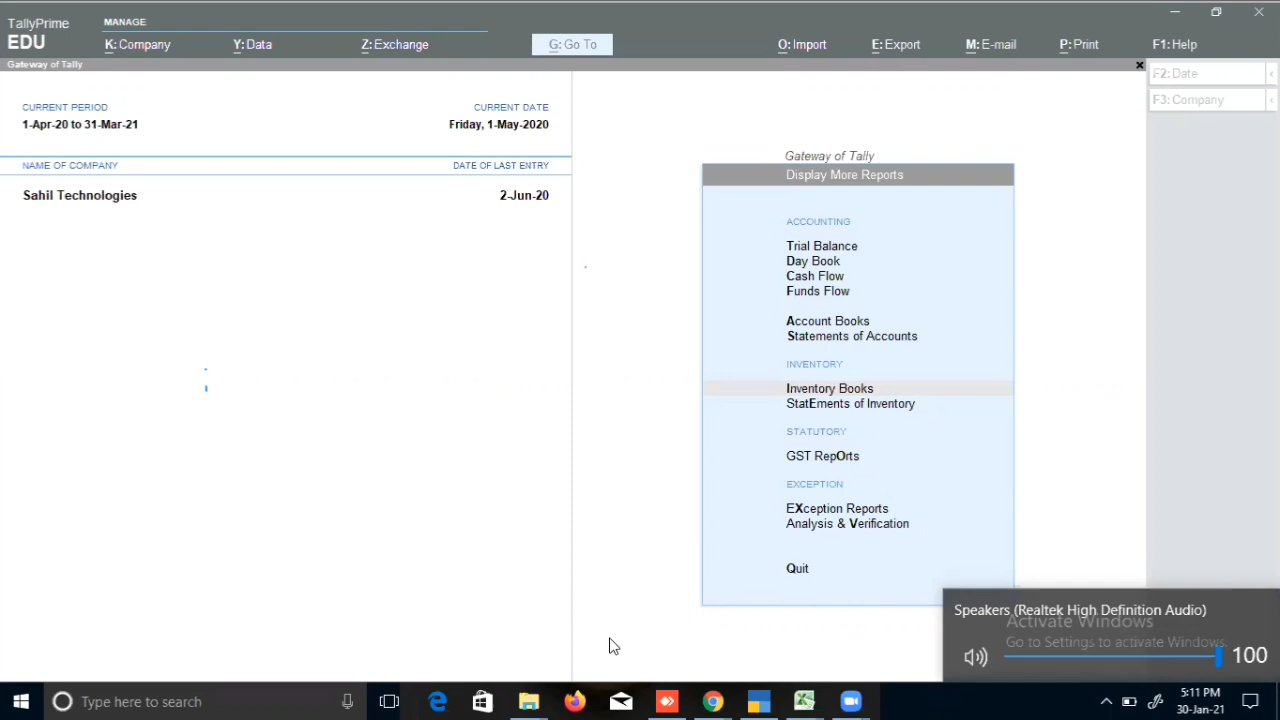 TallyPrime
EDU
MANAGE
K: Company
Y: Data
Z: Exchange
G: Go To
O: Import
E: Export
M: E-mail
P: Print
F1: Help
Gateway of Tally
F2: Date
F3: Company
CURRENT PERIOD
CURRENT DATE
1-Apr-20 to 31-Mar-21
Friday, 1-May-2020
NAME OF COMPANY
DATE OF LAST ENTRY
Sahil Technologies
2-Jun-20
Gateway of Tally
Display More Reports
ACCOUNTING
Trial Balance
Day Book
Cash Flow
Funds Flow
Account Books
Statements of Accounts
INVENTORY
Inventory Books
StatEments of Inventory
STATUTORY
GST RepOrts
EXCEPTION
EXception Reports
Analysis & Verification
Quit
Speakers (Realtek High Definition Audio)
Activate Windows
Go to Settings to activate Windows.
100
Type here to search
5:11 PM
30-Jan-21